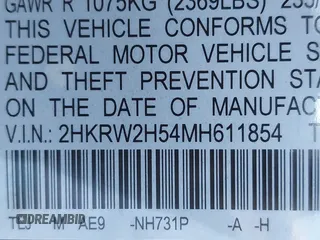 GAWR R 1075KG (2369LBS) 235/
THIS VEHICLE CONFORMS TO
FEDERAL MOTOR VEHICLE S
AND THEFT PREVENTION STA
ON THE DATE OF MANUFAC
V.I.N.: 2HKRW2H54MH611854
TEJ M AE9 -NH731P -A -H
DREAMBID